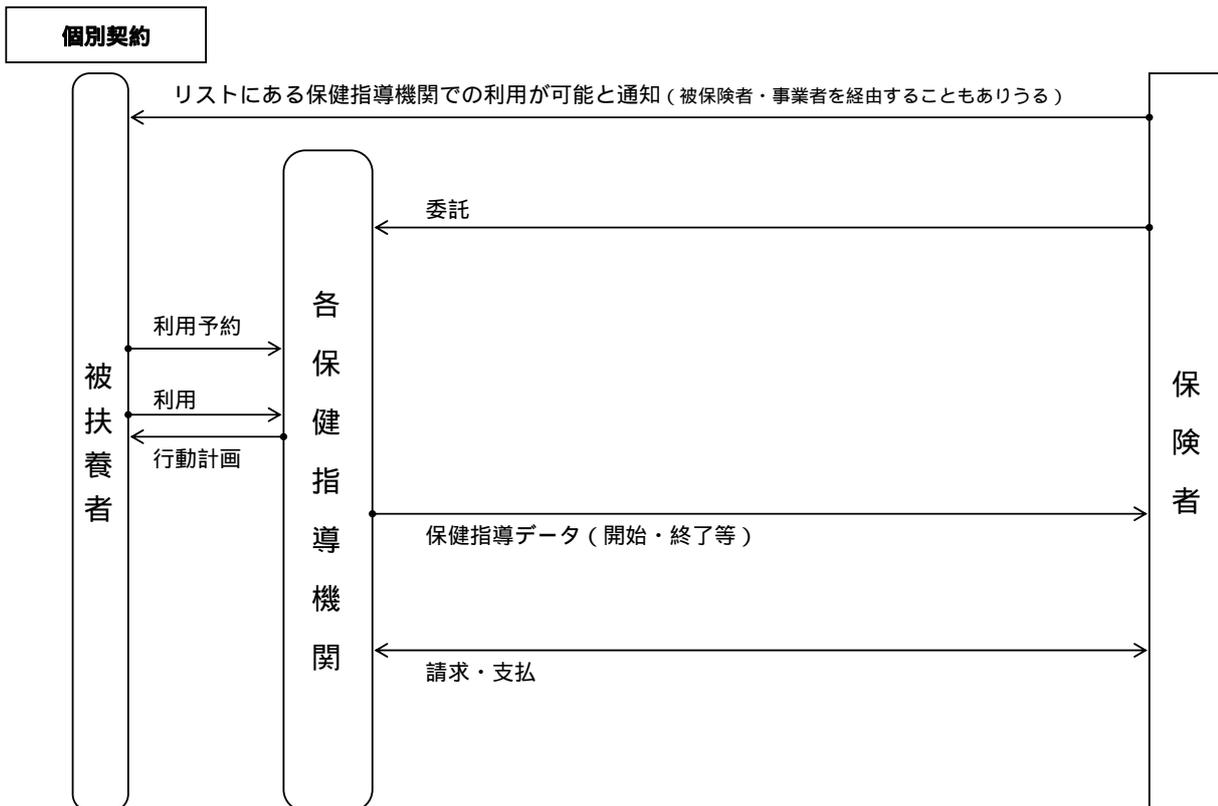 個別契約
リストにある保健指導機関での利用が可能と通知（被保険者・事業者を経由することもありうる）
委託
利用予約
利用
行動計画
被扶養者
各保健指導機関
保険者
保健指導データ（開始・終了等）
請求・支払